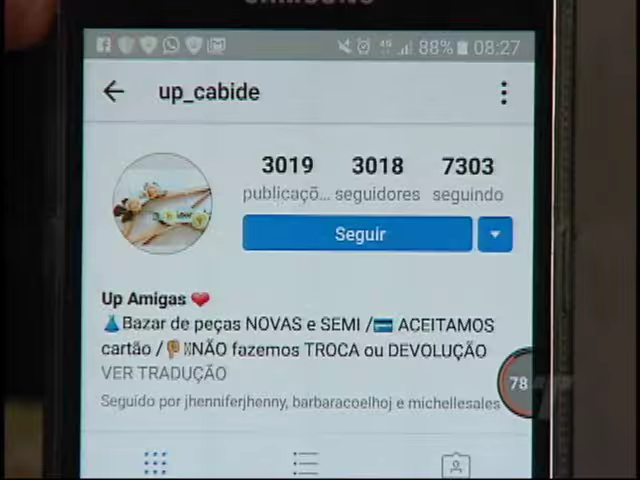 SAMSUNG
88% 08:27
up_cabide
3019 3018 7303
publicaçõ... seguidores seguindo
Seguir
Up Amigas ❤
👗Bazar de peças NOVAS e SEMI /💳 ACEITAMOS
cartão /👎NÃO fazemos TROCA ou DEVOLUÇÃO
VER TRADUÇÃO
78
Seguido por jhenniferjhenny, barbaracoelhoj e michellesales